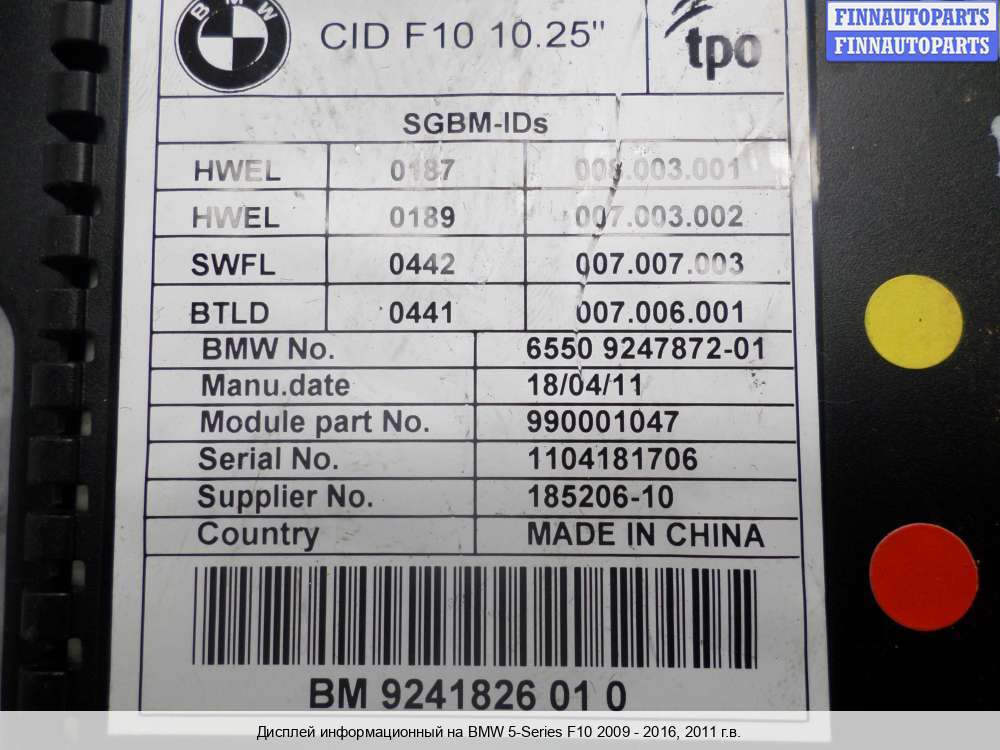 FINNAUTOPARTS
FINNAUTOPARTS
BMW
CID F10 10.25"
tpo
SGBM-IDs
HWEL 0187 008.003.001
HWEL 0189 007.003.002
SWFL 0442 007.007.003
BTLD 0441 007.006.001
BMW No. 6550 9247872-01
Manu.date 18/04/11
Module part No. 990001047
Serial No. 1104181706
Supplier No. 185206-10
Country MADE IN CHINA
BM 9241826 01 0
Дисплей информационный на BMW 5-Series F10 2009 - 2016, 2011 г.в.